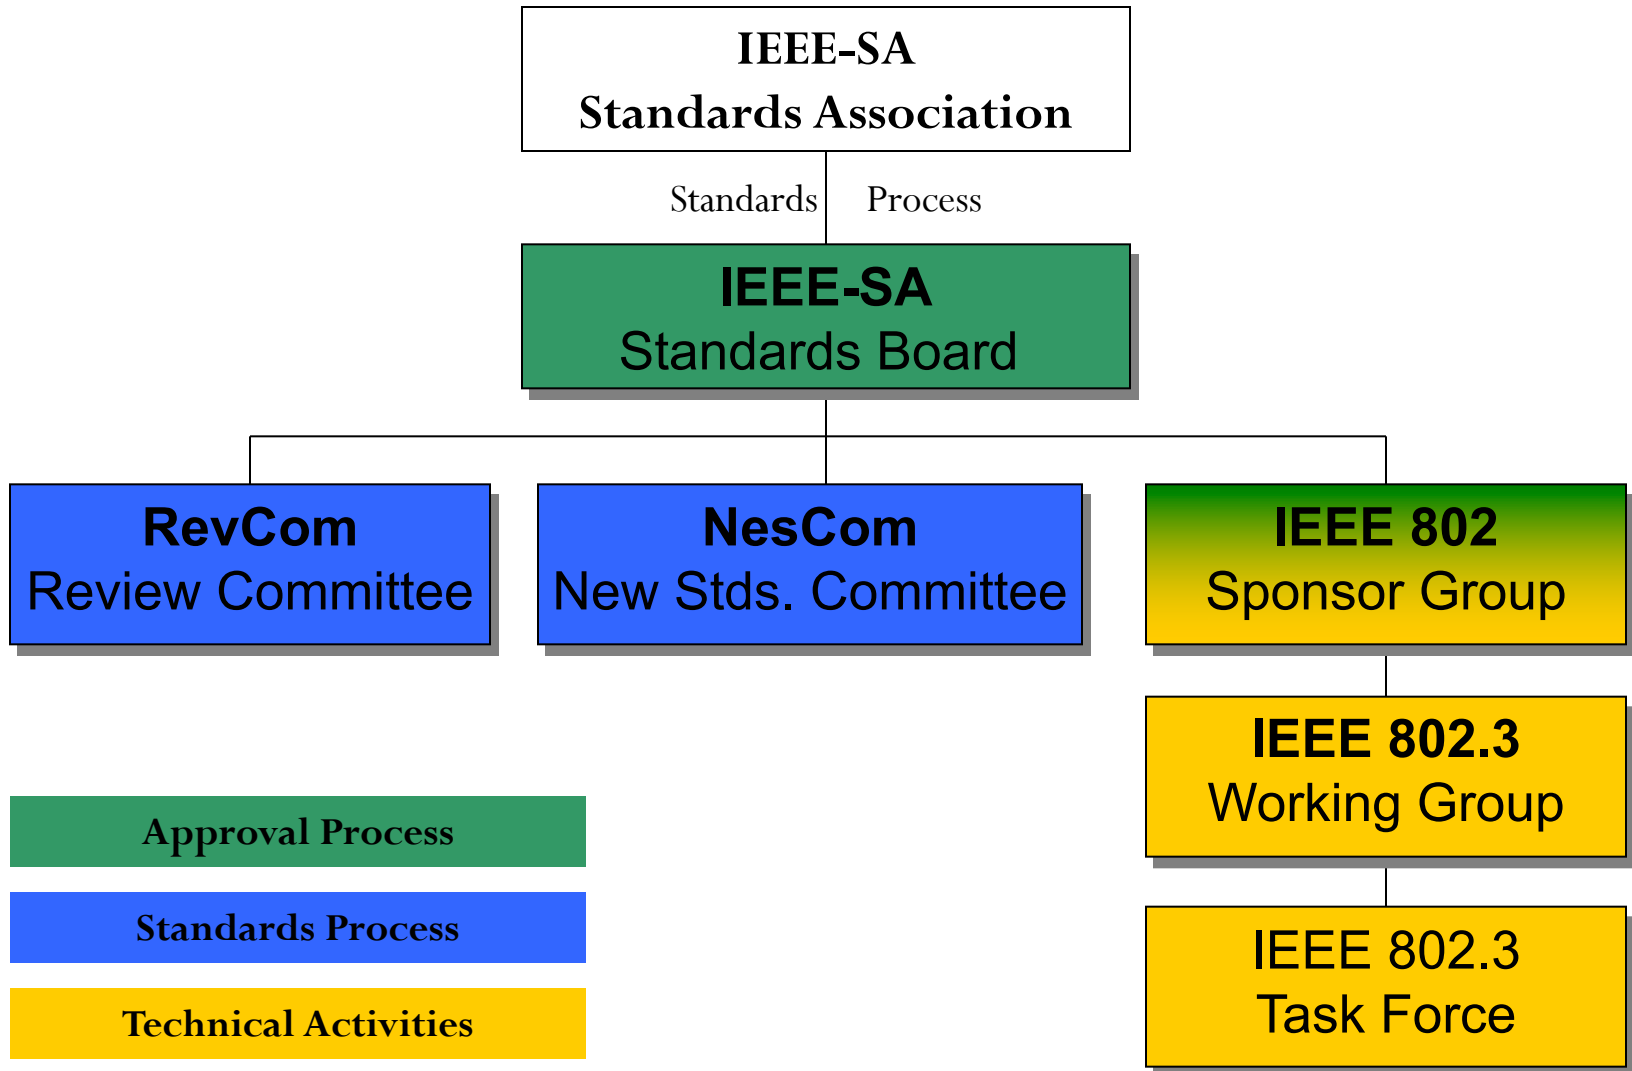 IEEE-SA
Standards Association
Standards Process
IEEE-SA
Standards Board
RevCom
Review Committee
NesCom
New Stds. Committee
IEEE 802
Sponsor Group
IEEE 802.3
Working Group
IEEE 802.3
Task Force
Approval Process
Standards Process
Technical Activities